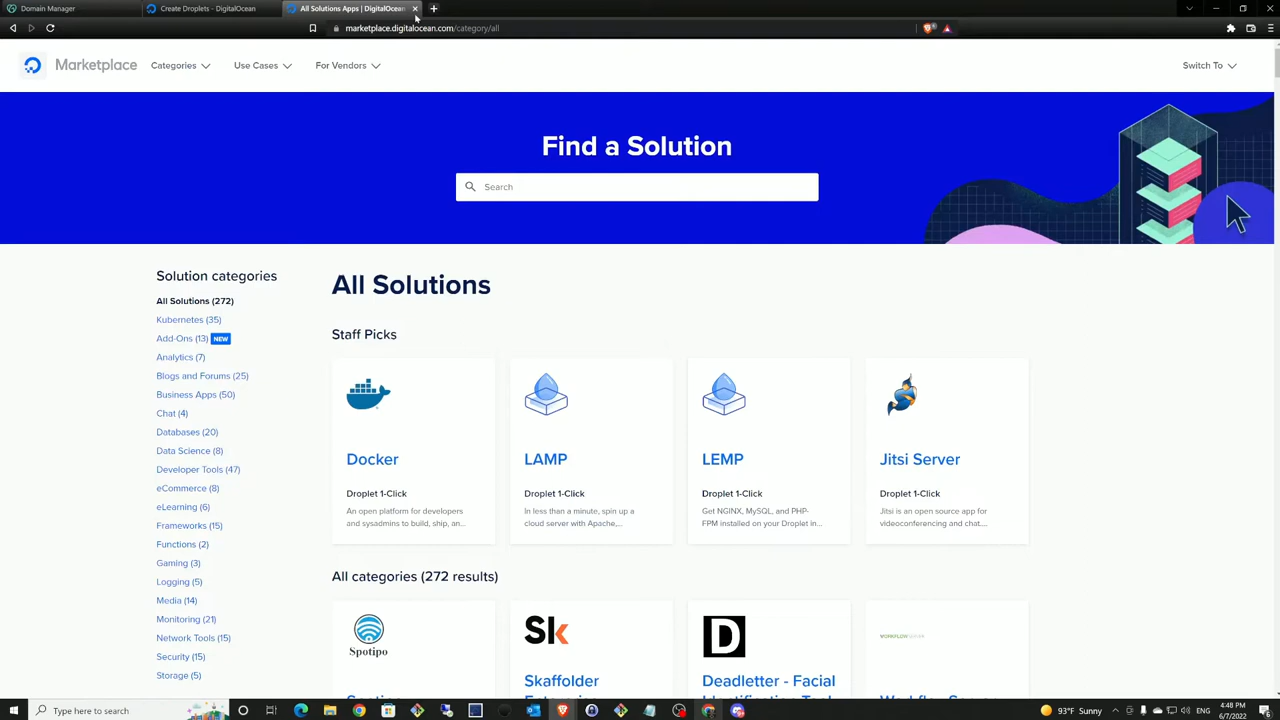 Domain Manager
Create Droplets - DigitalOcean
All Solutions Apps | DigitalOcean
marketplace.digitalocean.com/category/all
Marketplace
Categories
Use Cases
For Vendors
Switch To
Find a Solution
Search
Solution categories
All Solutions (272)
Kubernetes (35)
Add-Ons (13) NEW
Analytics (7)
Blogs and Forums (25)
Business Apps (50)
Chat (4)
Databases (20)
Data Science (8)
Developer Tools (47)
eCommerce (8)
eLearning (6)
Frameworks (15)
Functions (2)
Gaming (3)
Logging (5)
Media (14)
Monitoring (21)
Network Tools (15)
Security (15)
Storage (5)
All Solutions
Staff Picks
Docker
Droplet 1-Click
An open platform for developers
and sysadmins to build, ship, an...
LAMP
Droplet 1-Click
In less than a minute, spin up a
cloud server with Apache,...
LEMP
Droplet 1-Click
Get NGINX, MySQL, and PHP-
FPM installed on your Droplet in...
Jitsi Server
Droplet 1-Click
Jitsi is an open source app for
videoconferencing and chat....
All categories (272 results)
Spotipo
Sk
Skaffolder
D
Deadletter - Facial
Identification Tool
WORKFLOWSERVER
Type here to search
93°F Sunny
4:48 PM
6/7/2022